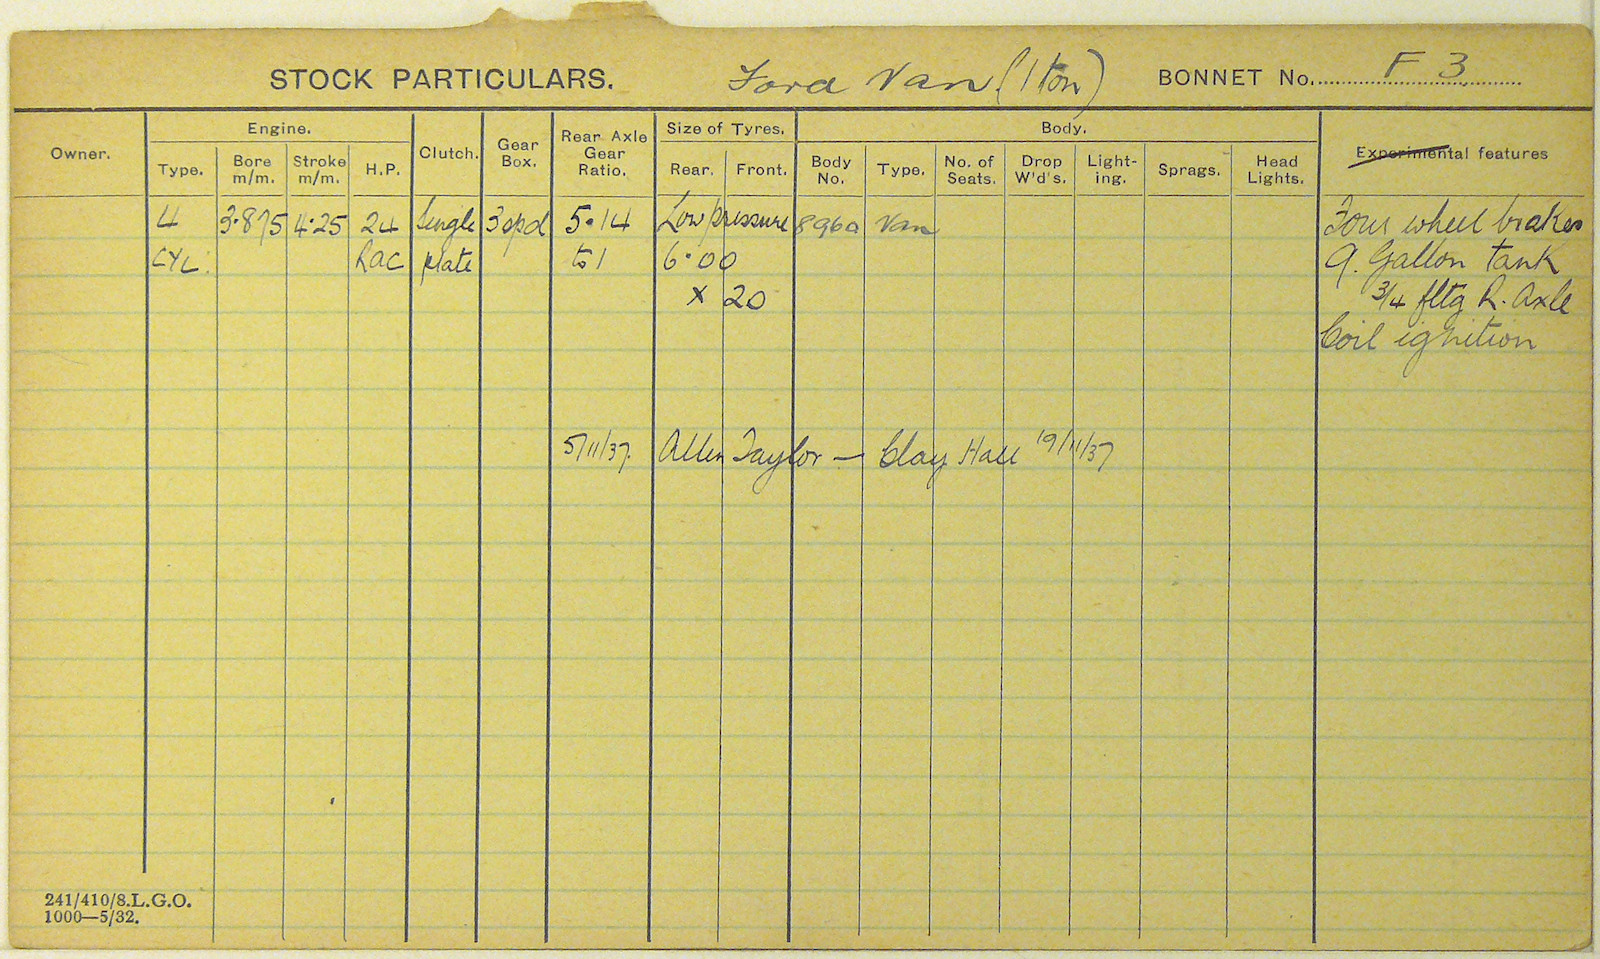 STOCK PARTICULARS. Ford Van (1 ton) BONNET No. F 3
Owner. Engine. Clutch. Gear Box. Rear Axle Gear Ratio. Size of Tyres. Body. Experimental features
Type. Bore m/m. Stroke m/m. H.P. Rear. Front. Body No. Type. No. of Seats. Drop W'd's. Light-ing. Sprags. Head Lights.
4 3·875 4·25 24 Single 3 spd 5·14 Low pressure 896a Van Four wheel brakes
CYL. RAC plate to 1 6·00 9. Gallon tank
x 20 3/4 fltg R. Axle
Coil ignition
5/11/37. Allen Taylor — Clay Hall 19/11/37
241/410/8.L.G.O.
1000—5/32.